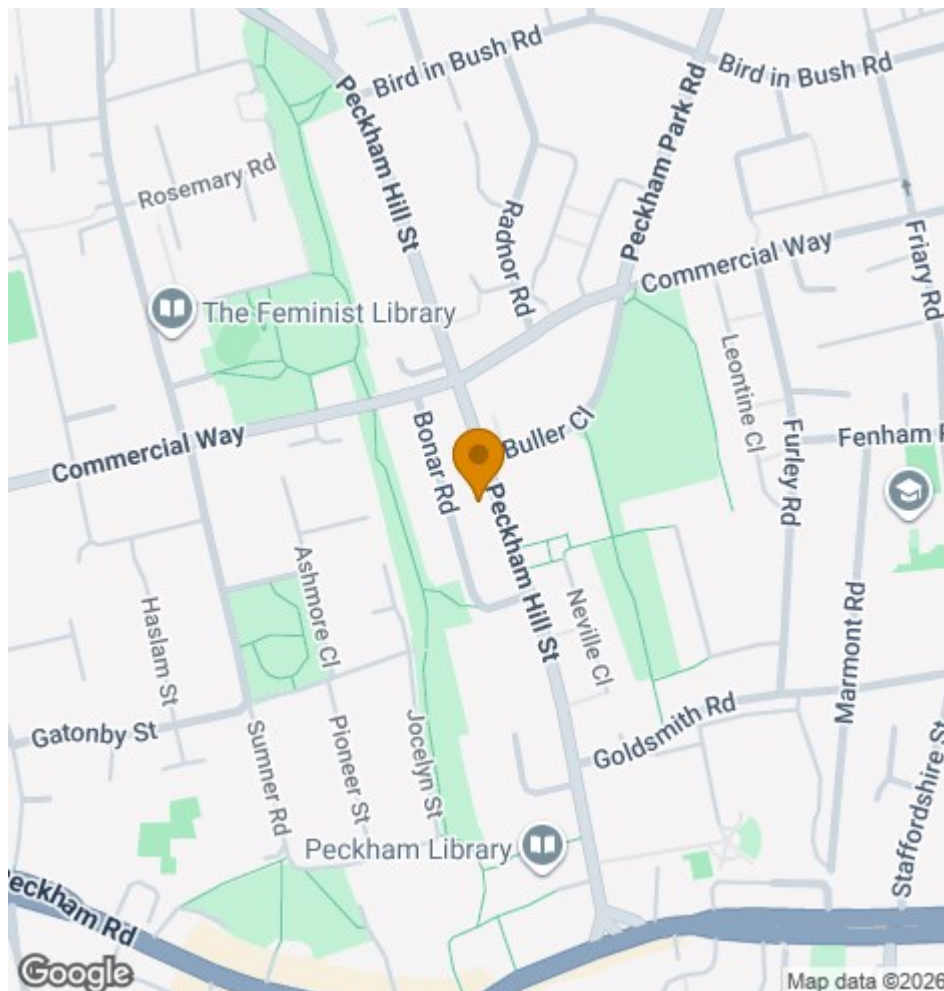 Bird in Bush Rd
Bird in Bush Rd
Peckham Hill St
Peckham Park Rd
Rosemary Rd
Radnor Rd
Commercial Way
Friary Rd
The Feminist Library
Leontine Cl
Commercial Way
Bonar Rd
Buller Cl
Furley Rd
Fenham R
Peckham Hill St
Ashmore Cl
Haslam St
Neville Cl
Marmont Rd
Gatonby St
Sumner Rd
Pioneer St
Jocelyn St
Goldsmith Rd
Staffordshire St
Peckham Library
Peckham Rd
Google
Map data ©2026